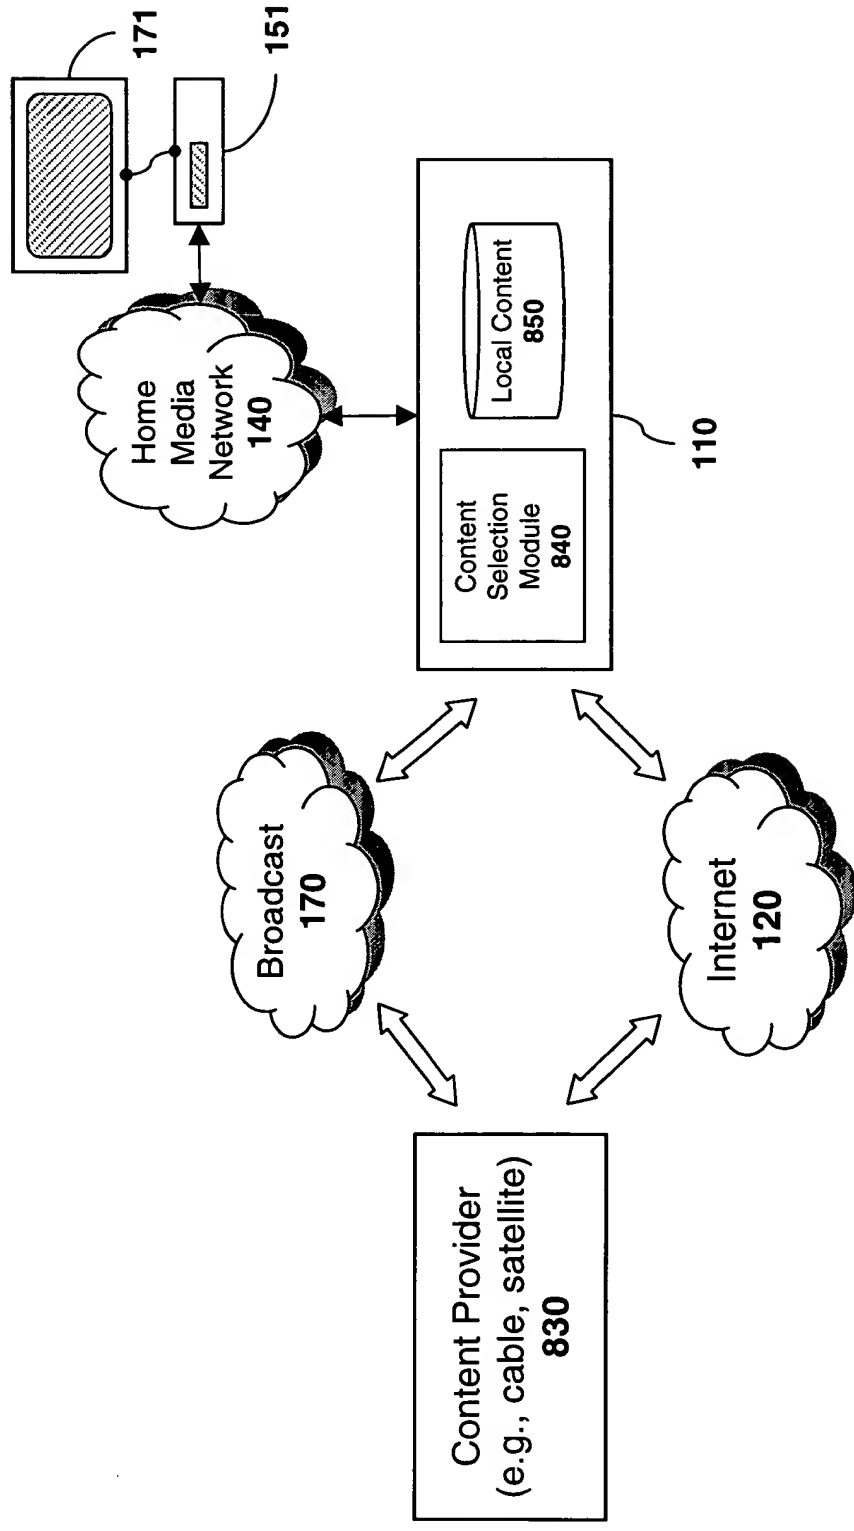 Content Provider
(e.g., cable, satellite)
830
Broadcast
170
Internet
120
Content
Selection
Module
840
Local Content
850
110
Home
Media
Network
140
171
151